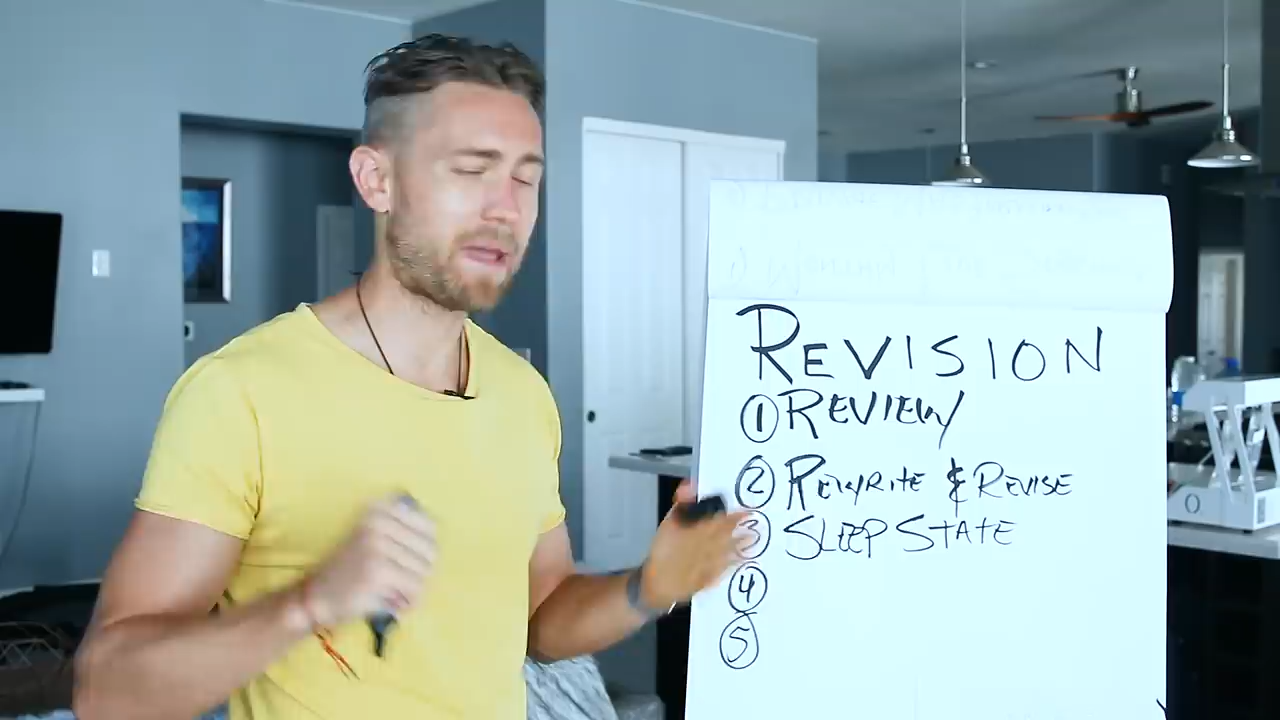 REVISION
① REVIEW
② REWRITE & REVISE
③ SLEEP STATE
④
⑤